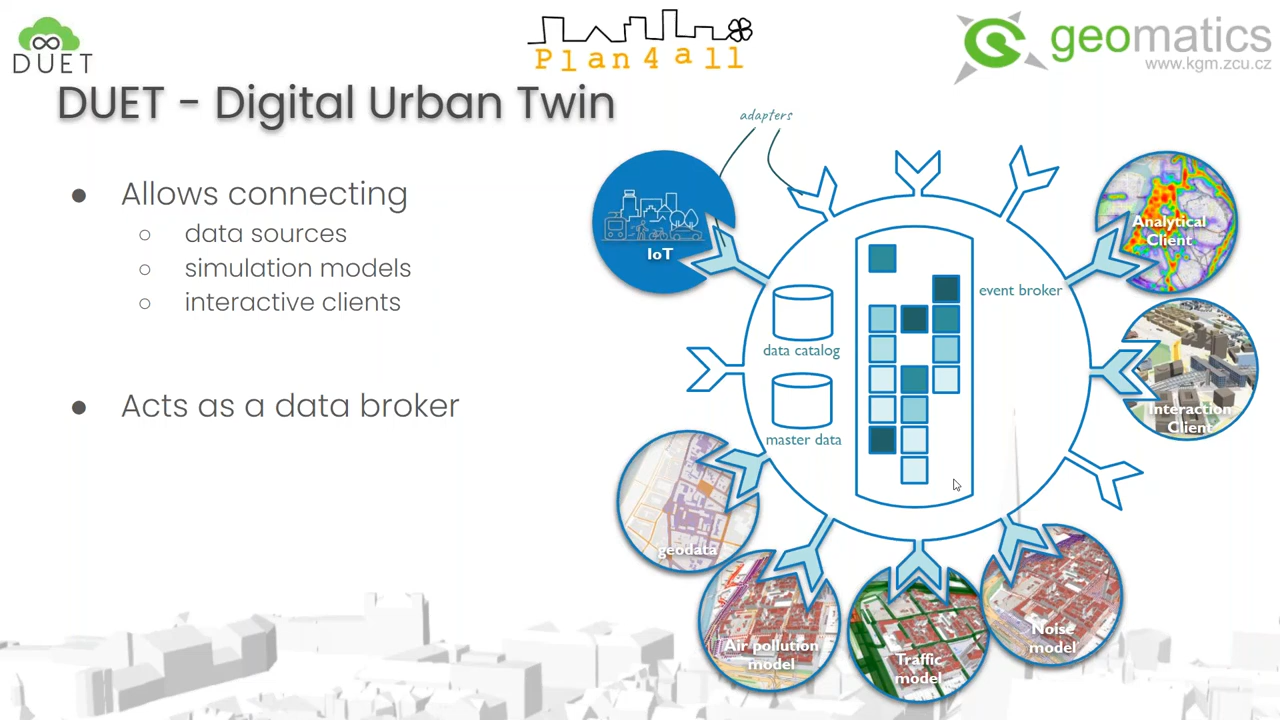 DUET
Plan4all
geomatics
www.kgm.zcu.cz
DUET - Digital Urban Twin
● Allows connecting
○ data sources
○ simulation models
○ interactive clients
● Acts as a data broker
adapters
IoT
Analytical
Client
event broker
data catalog
Interaction
Client
master data
geodata
Air pollution
model
Traffic
model
Noise
model